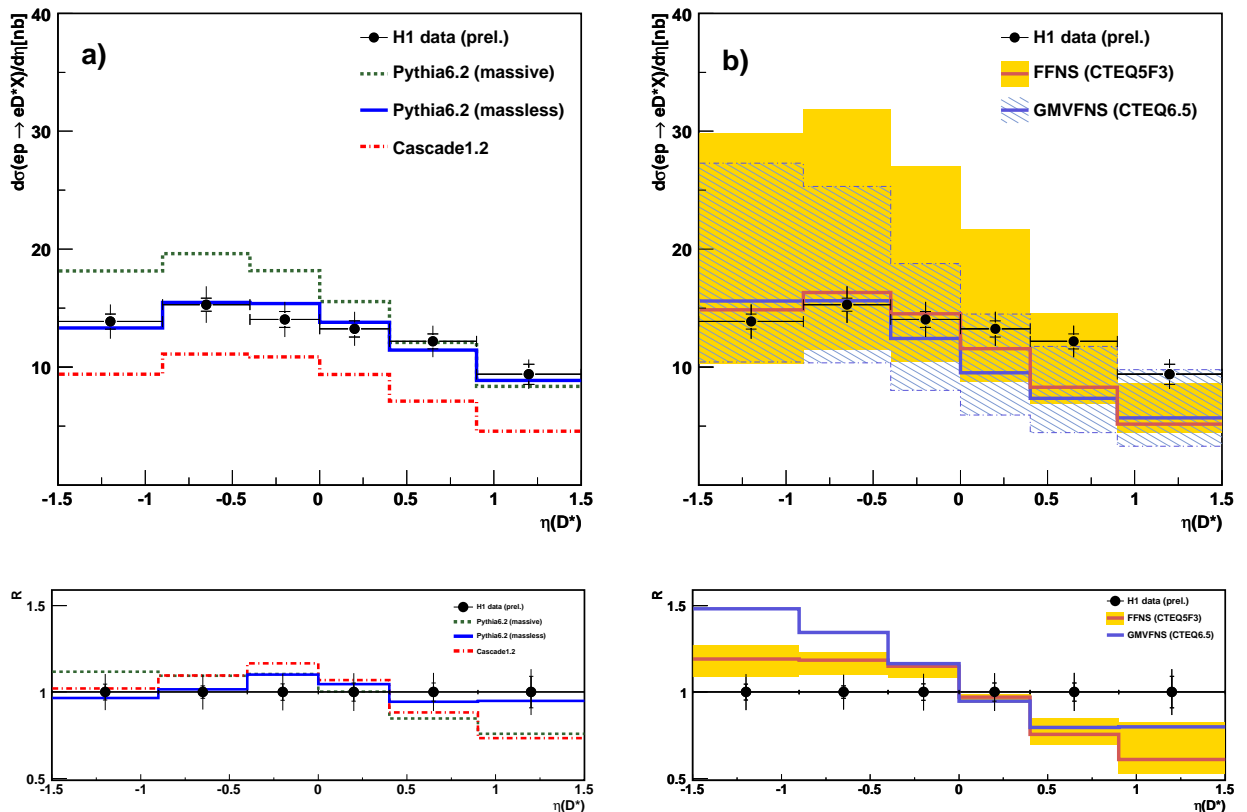 dσ(ep → eD*X)/dη[nb]
40
30
20
10
a)
H1 data (prel.)
Pythia6.2 (massive)
Pythia6.2 (massless)
Cascade1.2
-1.5 -1 -0.5 0 0.5 1 1.5
η(D*)
dσ(ep → eD*X)/dη[nb]
40
30
20
10
b)
H1 data (prel.)
FFNS (CTEQ5F3)
GMVFNS (CTEQ6.5)
-1.5 -1 -0.5 0 0.5 1 1.5
η(D*)
R
1.5
1
0.5
H1 data (prel.)
Pythia6.2 (massive)
Pythia6.2 (massless)
Cascade1.2
-1.5 -1 -0.5 0 0.5 1 1.5
η(D*)
R
1.5
1
0.5
H1 data (prel.)
FFNS (CTEQ5F3)
GMVFNS (CTEQ6.5)
-1.5 -1 -0.5 0 0.5 1 1.5
η(D*)